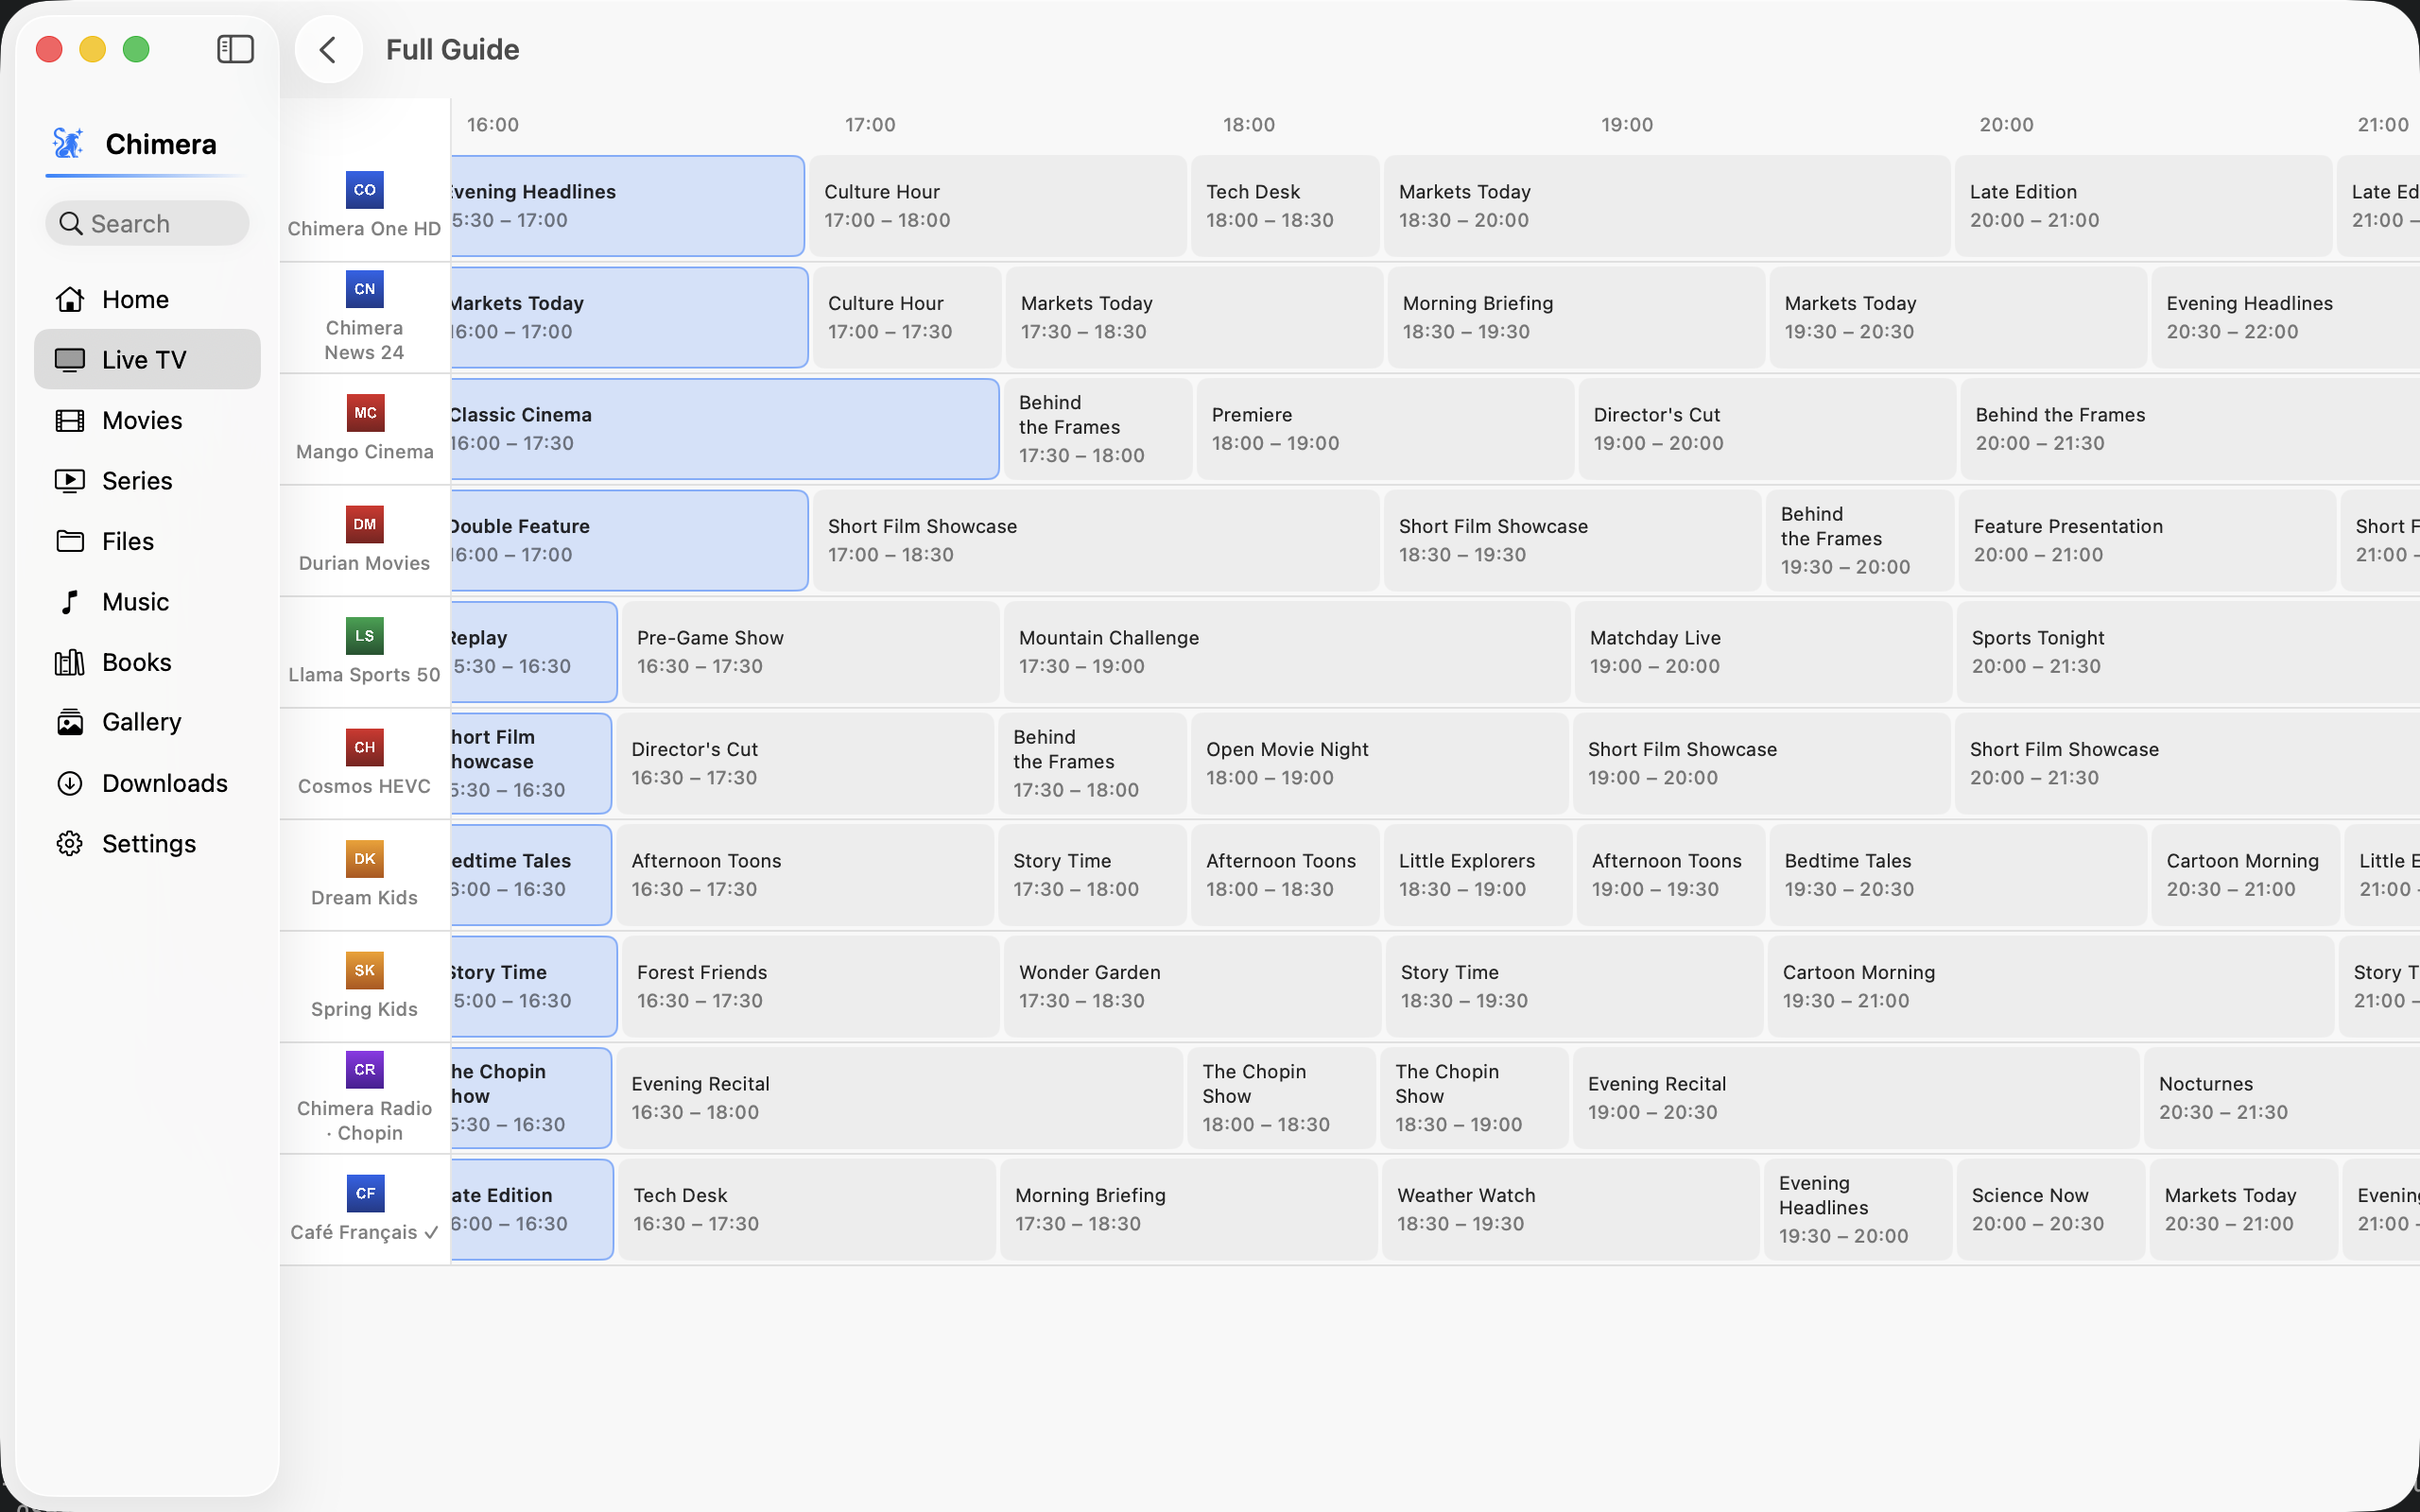 Full Guide
Chimera
Search
Home
Live TV
Movies
Series
Files
Music
Books
Gallery
Downloads
Settings
16:00 17:00 18:00 19:00 20:00 21:00
CO
Chimera One HD
Evening Headlines
5:30 – 17:00
Culture Hour
17:00 – 18:00
Tech Desk
18:00 – 18:30
Markets Today
18:30 – 20:00
Late Edition
20:00 – 21:00
Late Ed
21:00 –
CN
Chimera
News 24
Markets Today
16:00 – 17:00
Culture Hour
17:00 – 17:30
Markets Today
17:30 – 18:30
Morning Briefing
18:30 – 19:30
Markets Today
19:30 – 20:30
Evening Headlines
20:30 – 22:00
MC
Mango Cinema
Classic Cinema
16:00 – 17:30
Behind
the Frames
17:30 – 18:00
Premiere
18:00 – 19:00
Director's Cut
19:00 – 20:00
Behind the Frames
20:00 – 21:30
DM
Durian Movies
Double Feature
16:00 – 17:00
Short Film Showcase
17:00 – 18:30
Short Film Showcase
18:30 – 19:30
Behind
the Frames
19:30 – 20:00
Feature Presentation
20:00 – 21:00
Short F
21:00 –
LS
Llama Sports 50
Replay
5:30 – 16:30
Pre-Game Show
16:30 – 17:30
Mountain Challenge
17:30 – 19:00
Matchday Live
19:00 – 20:00
Sports Tonight
20:00 – 21:30
CH
Cosmos HEVC
hort Film
howcase
5:30 – 16:30
Director's Cut
16:30 – 17:30
Behind
the Frames
17:30 – 18:00
Open Movie Night
18:00 – 19:00
Short Film Showcase
19:00 – 20:00
Short Film Showcase
20:00 – 21:30
DK
Dream Kids
edtime Tales
6:00 – 16:30
Afternoon Toons
16:30 – 17:30
Story Time
17:30 – 18:00
Afternoon Toons
18:00 – 18:30
Little Explorers
18:30 – 19:00
Afternoon Toons
19:00 – 19:30
Bedtime Tales
19:30 – 20:30
Cartoon Morning
20:30 – 21:00
Little E
21:00 –
SK
Spring Kids
Story Time
5:00 – 16:30
Forest Friends
16:30 – 17:30
Wonder Garden
17:30 – 18:30
Story Time
18:30 – 19:30
Cartoon Morning
19:30 – 21:00
Story T
21:00 –
CR
Chimera Radio
· Chopin
he Chopin
how
5:30 – 16:30
Evening Recital
16:30 – 18:00
The Chopin
Show
18:00 – 18:30
The Chopin
Show
18:30 – 19:00
Evening Recital
19:00 – 20:30
Nocturnes
20:30 – 21:30
CF
Café Français ✓
ate Edition
6:00 – 16:30
Tech Desk
16:30 – 17:30
Morning Briefing
17:30 – 18:30
Weather Watch
18:30 – 19:30
Evening
Headlines
19:30 – 20:00
Science Now
20:00 – 20:30
Markets Today
20:30 – 21:00
Evening
21:00 –